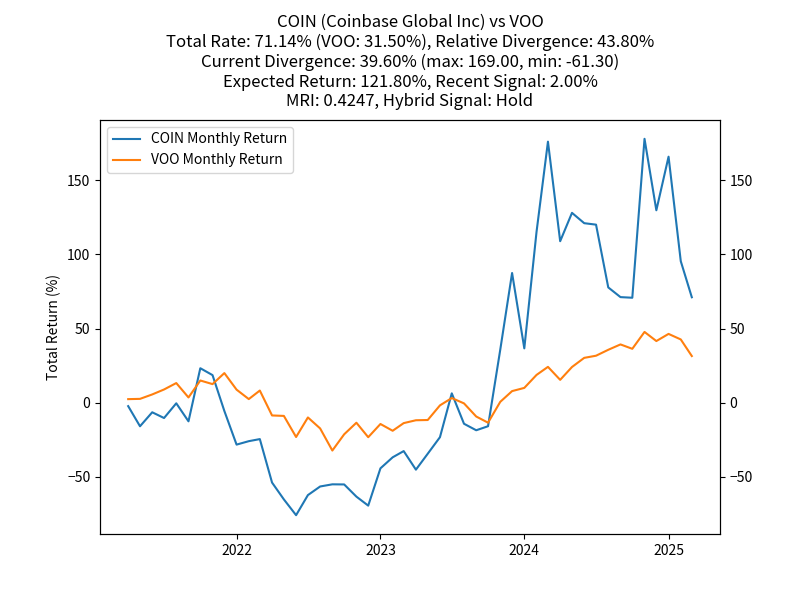 COIN (Coinbase Global Inc) vs VOO
Total Rate: 71.14% (VOO: 31.50%), Relative Divergence: 43.80%
Current Divergence: 39.60% (max: 169.00, min: -61.30)
Expected Return: 121.80%, Recent Signal: 2.00%
MRI: 0.4247, Hybrid Signal: Hold
COIN Monthly Return
VOO Monthly Return
Total Return (%)
150
100
50
0
−50
150
100
50
0
−50
2022
2023
2024
2025